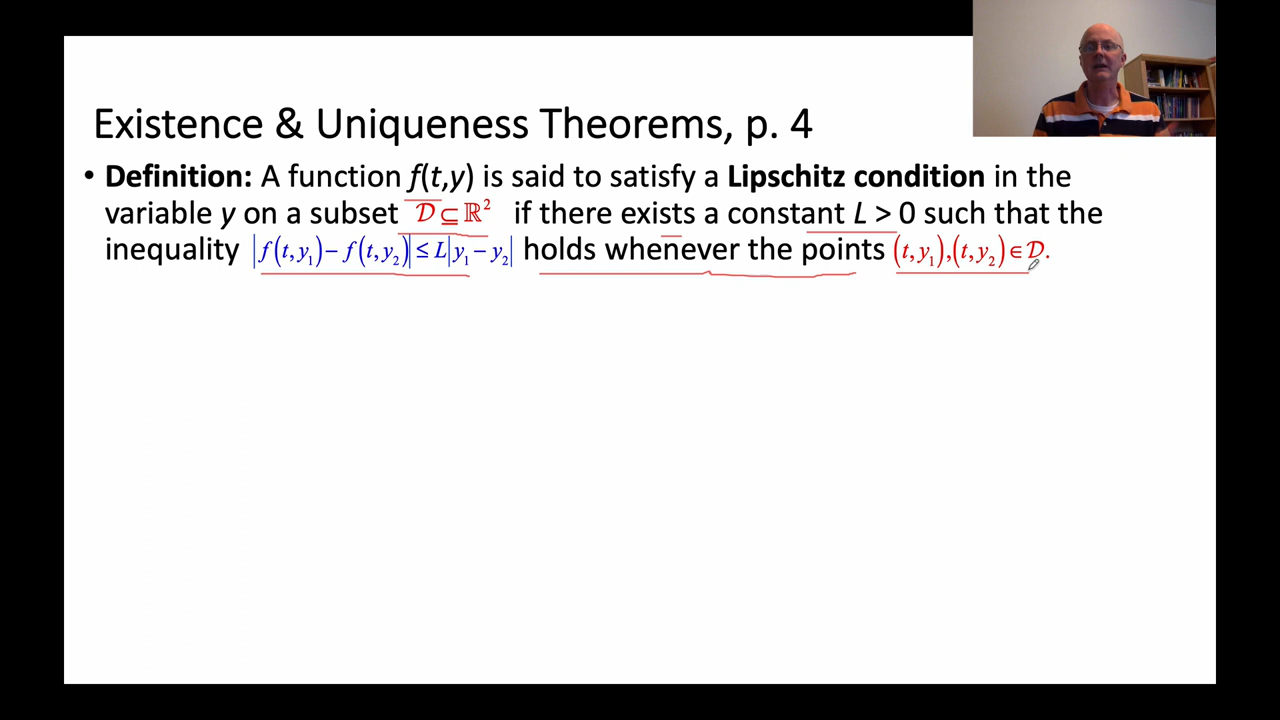 Existence & Uniqueness Theorems, p. 4
• Definition: A function f(t,y) is said to satisfy a Lipschitz condition in the
variable y on a subset 𝒟 ⊆ ℝ² if there exists a constant L > 0 such that the
inequality |f(t,y₁) − f(t,y₂)| ≤ L|y₁ − y₂| holds whenever the points (t,y₁),(t,y₂) ∈ 𝒟.